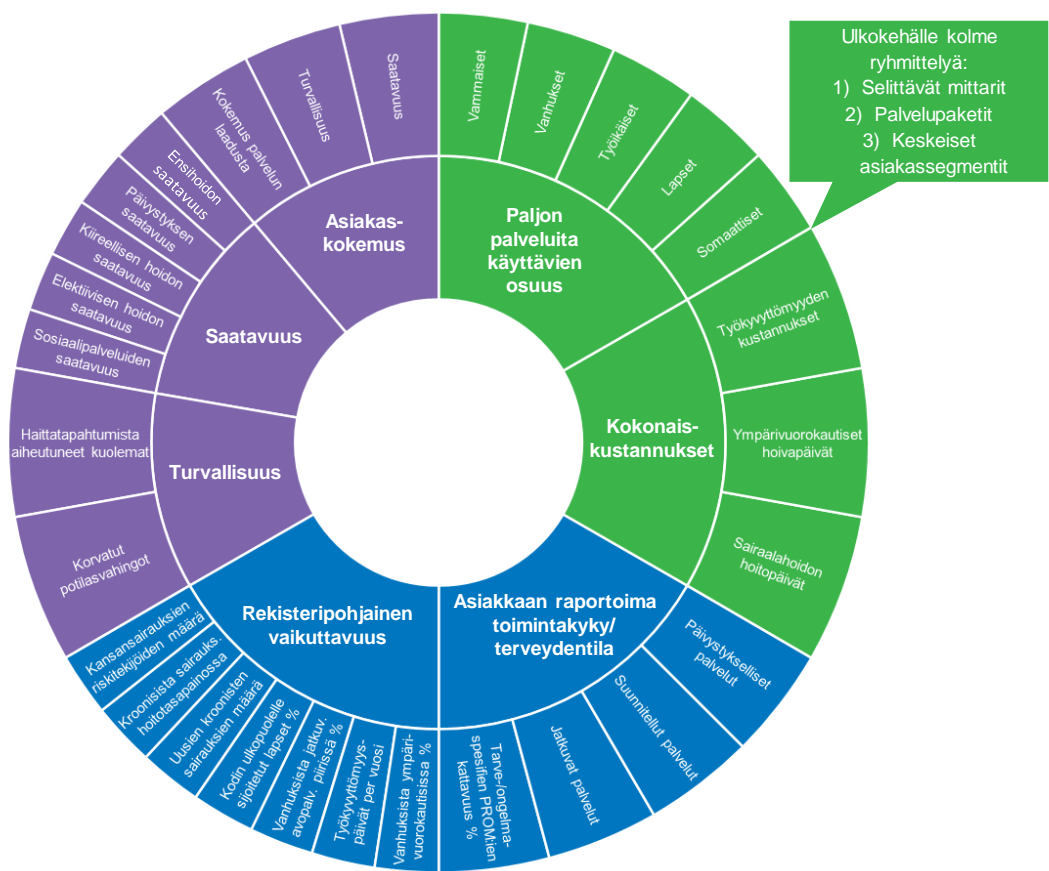 Ulkokehälle kolme
ryhmittelyä:
1) Selittävät mittarit
2) Palvelupaketit
3) Keskeiset
asiakassegmentit
Paljon
palveluita
käyttävien
osuus
Vammaiset
Vanhukset
Työikäiset
Lapset
Somaattiset
Kokonais-
kustannukset
Työkyvyttömyyden
kustannukset
Ympärivuorokautiset
hoivapäivät
Sairaalahoidon
hoitopäivät
Asiakkaan raportoima
toimintakyky/
terveydentila
Päivystykselliset
palvelut
Suunnitellut palvelut
Jatkuvat palvelut
Tarve-/ongelma-
spesifien PROM:ien
kattavuus %
Rekisteripohjainen
vaikuttavuus
Vanhuksista ympäri-
vuorokautisissa %
Työkyvyttömyys-
päivät per vuosi
Vanhuksista jatkuv.
avopalv. piirissä %
Kodin ulkopuolelle
sijoitetut lapset %
Uusien kroonisten
sairauksien määrä
Kroonisista sairauks.
hoitotasapainossa
Kansansairauksien
riskitekijöiden määrä
Turvallisuus
Korvatut
potilasvahingot
Haittatapahtumista
aiheutuneet kuolemat
Saatavuus
Sosiaalipalveluiden
saatavuus
Elektiivisen hoidon
saatavuus
Kiireellisen hoidon
saatavuus
Päivystyksen
saatavuus
Ensihoidon
saatavuus
Asiakas-
kokemus
Kokemus palvelun
laadusta
Turvallisuus
Saatavuus